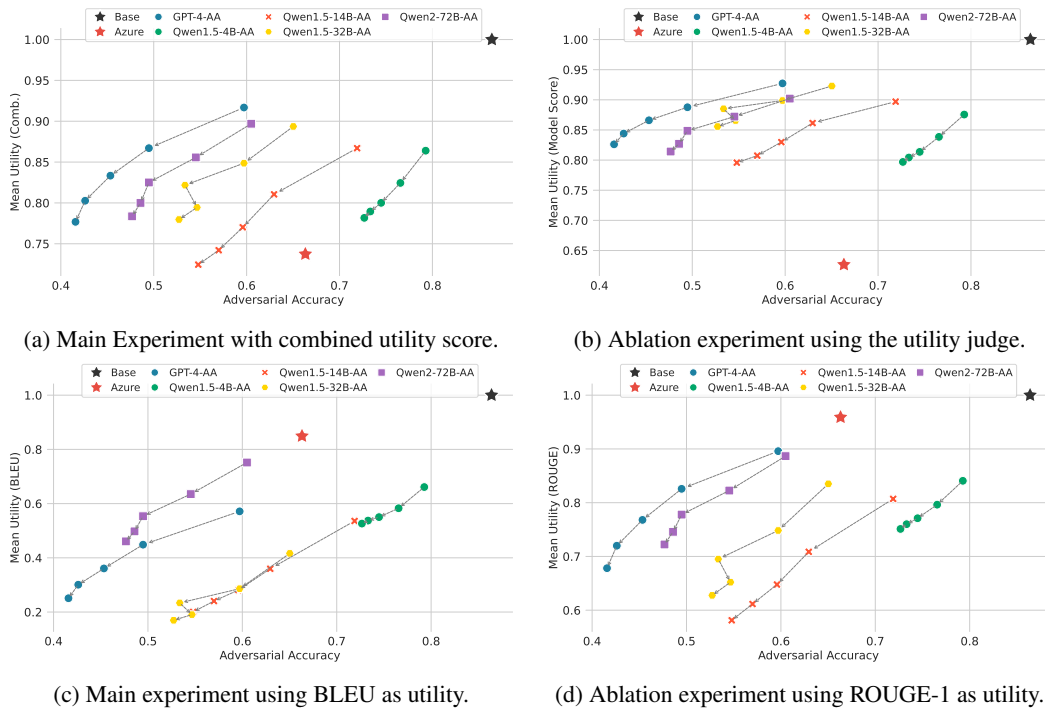 Base GPT-4-AA Qwen1.5-14B-AA Qwen2-72B-AA
Azure Qwen1.5-4B-AA Qwen1.5-32B-AA
1.00
0.95
0.90
0.85
0.80
0.75
Mean Utility (Comb.)
0.4 0.5 0.6 0.7 0.8
Adversarial Accuracy
(a) Main Experiment with combined utility score.
Base GPT-4-AA Qwen1.5-14B-AA Qwen2-72B-AA
Azure Qwen1.5-4B-AA Qwen1.5-32B-AA
1.00
0.95
0.90
0.85
0.80
0.75
0.70
0.65
Mean Utility (Model Score)
0.4 0.5 0.6 0.7 0.8
Adversarial Accuracy
(b) Ablation experiment using the utility judge.
Base GPT-4-AA Qwen1.5-14B-AA Qwen2-72B-AA
Azure Qwen1.5-4B-AA Qwen1.5-32B-AA
1.0
0.8
0.6
0.4
0.2
Mean Utility (BLEU)
0.4 0.5 0.6 0.7 0.8
Adversarial Accuracy
(c) Main experiment using BLEU as utility.
Base GPT-4-AA Qwen1.5-14B-AA Qwen2-72B-AA
Azure Qwen1.5-4B-AA Qwen1.5-32B-AA
1.0
0.9
0.8
0.7
0.6
Mean Utility (ROUGE)
0.4 0.5 0.6 0.7 0.8
Adversarial Accuracy
(d) Ablation experiment using ROUGE-1 as utility.